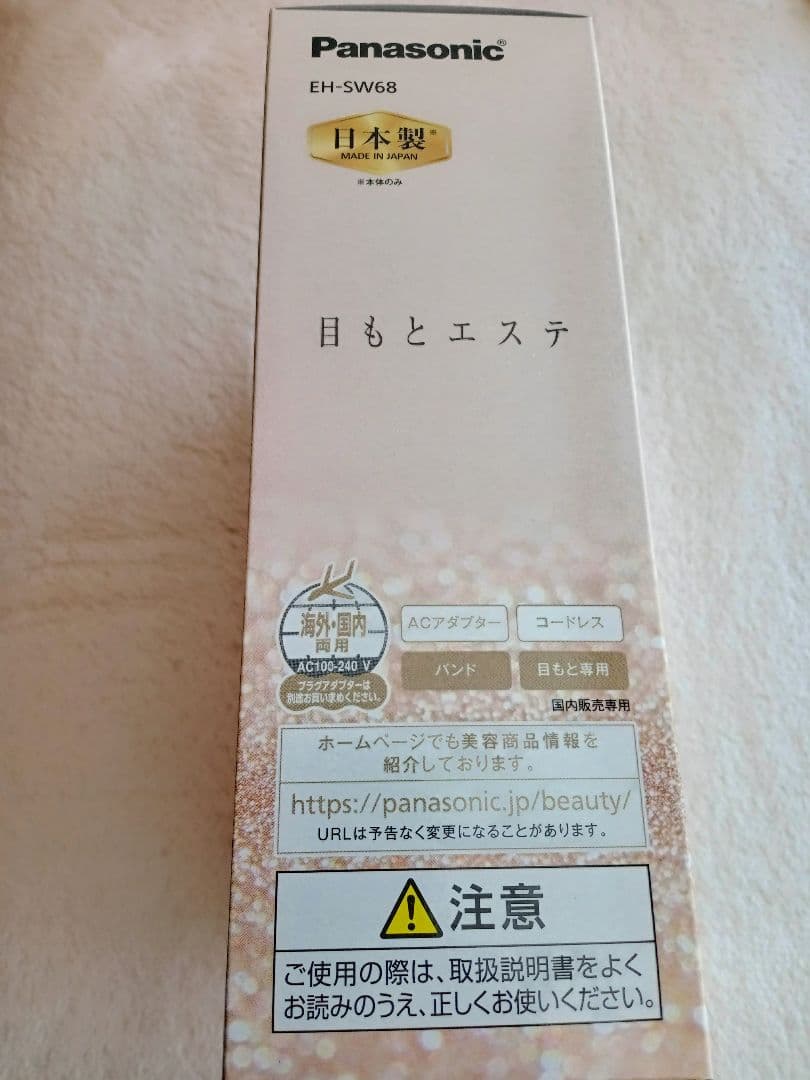 Panasonic®
EH-SW68
日本製※
MADE IN JAPAN
※本体のみ
目もとエステ
海外・国内
両用
AC100-240 V
プラグアダプターは
別途お買い求めください。
ACアダプター
コードレス
バンド
目もと専用
国内販売専用
ホームページでも美容商品情報を
紹介しております。
https://panasonic.jp/beauty/
URLは予告なく変更になることがあります。
注意
ご使用の際は、取扱説明書をよく
お読みのうえ、正しくお使いください。